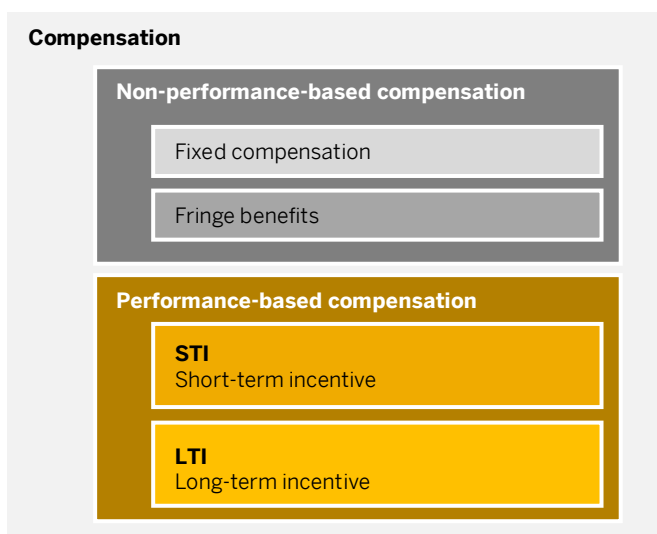 Compensation
Non-performance-based compensation
Fixed compensation
Fringe benefits
Performance-based compensation
STI
Short-term incentive
LTI
Long-term incentive